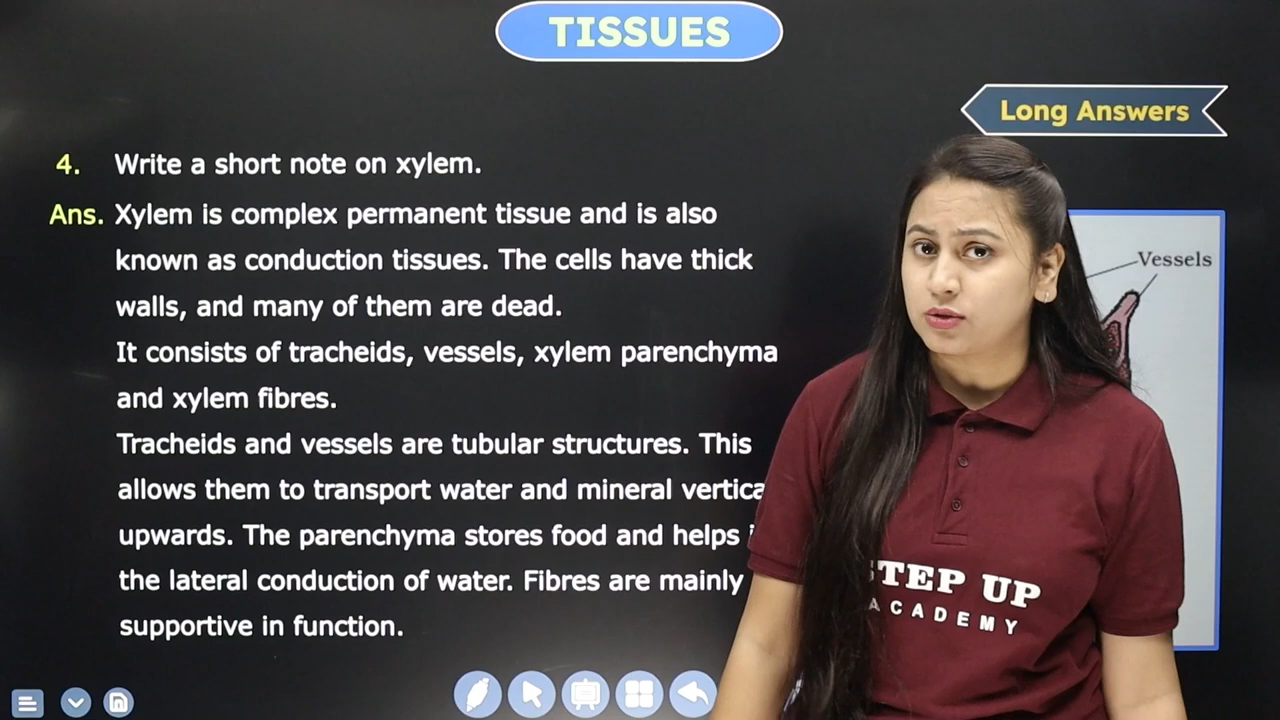 TISSUES
Long Answers
4. Write a short note on xylem.
Ans. Xylem is complex permanent tissue and is also
known as conduction tissues. The cells have thick
walls, and many of them are dead.
It consists of tracheids, vessels, xylem parenchyma
and xylem fibres.
Tracheids and vessels are tubular structures. This
allows them to transport water and mineral
upwards. The parenchyma stores food and helps
the lateral conduction of water. Fibres are mainly
supportive in function.
Vessels
STEP UP
ACADEMY